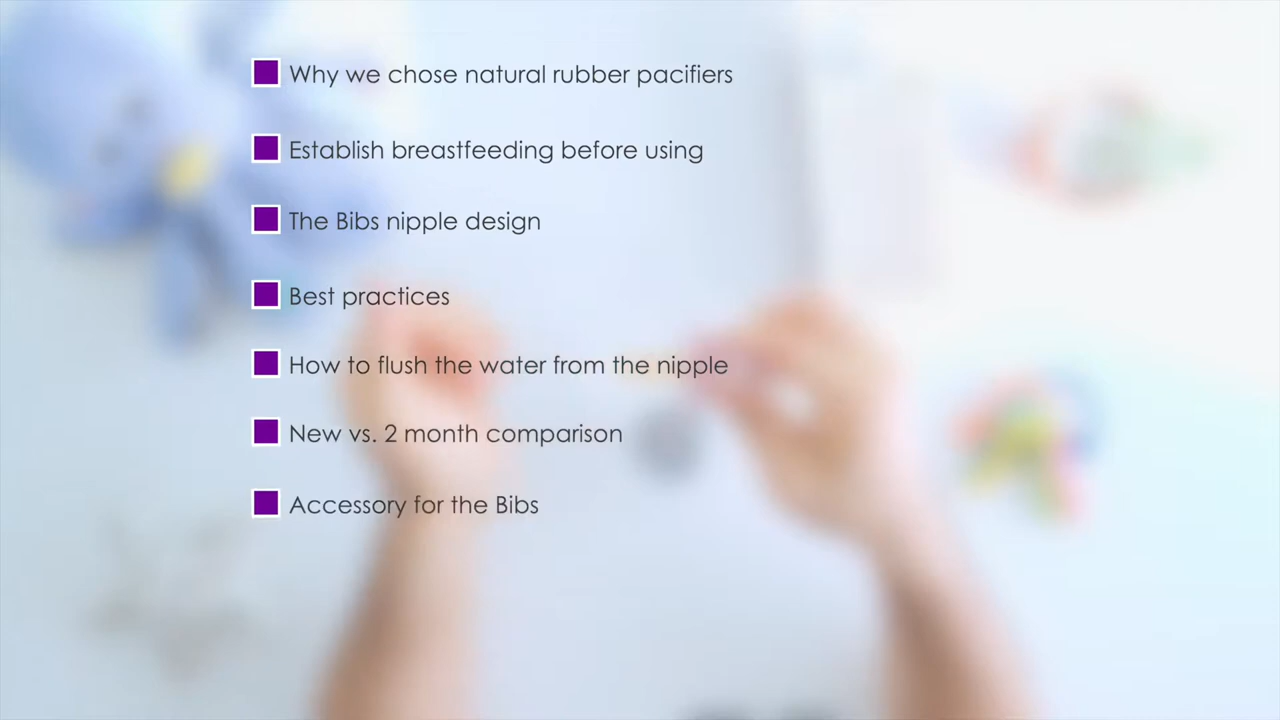 Why we chose natural rubber pacifiers
Establish breastfeeding before using
The Bibs nipple design
Best practices
How to flush the water from the nipple
New vs. 2 month comparison
Accessory for the Bibs